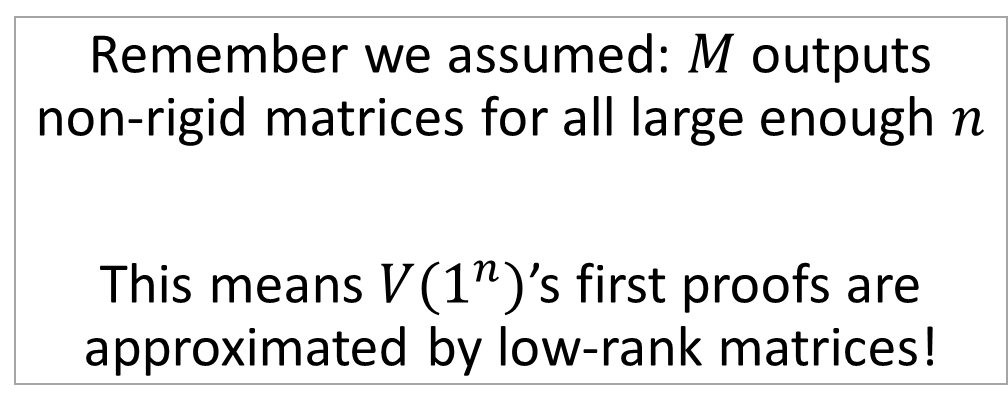 Remember we assumed: M outputs
non-rigid matrices for all large enough n
This means V(1ⁿ)’s first proofs are
approximated by low-rank matrices!